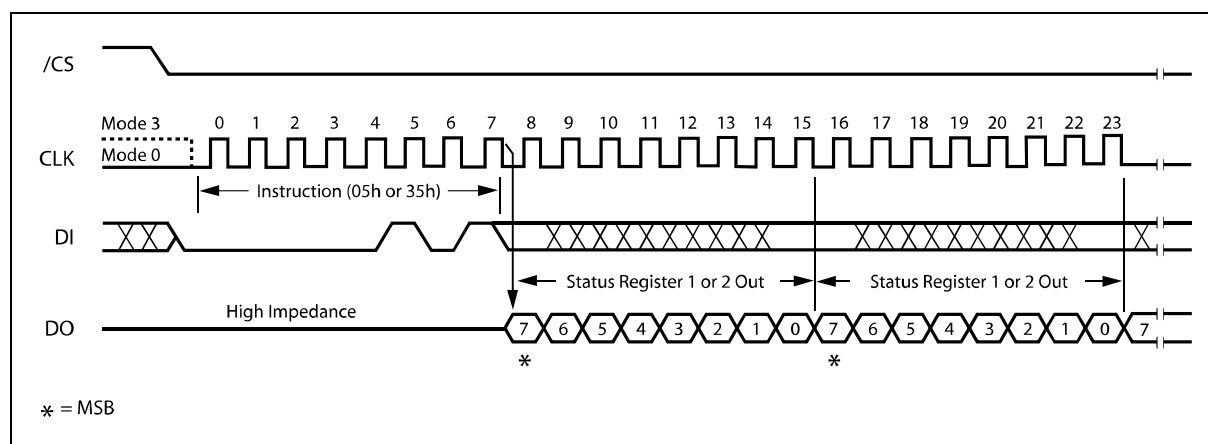 /CS
Mode 3 0 1 2 3 4 5 6 7 8 9 10 11 12 13 14 15 16 17 18 19 20 21 22 23
CLK Mode 0
Instruction (05h or 35h)
DI
Status Register 1 or 2 Out Status Register 1 or 2 Out
High Impedance
DO 7 6 5 4 3 2 1 0 7 6 5 4 3 2 1 0 7
* *
* = MSB